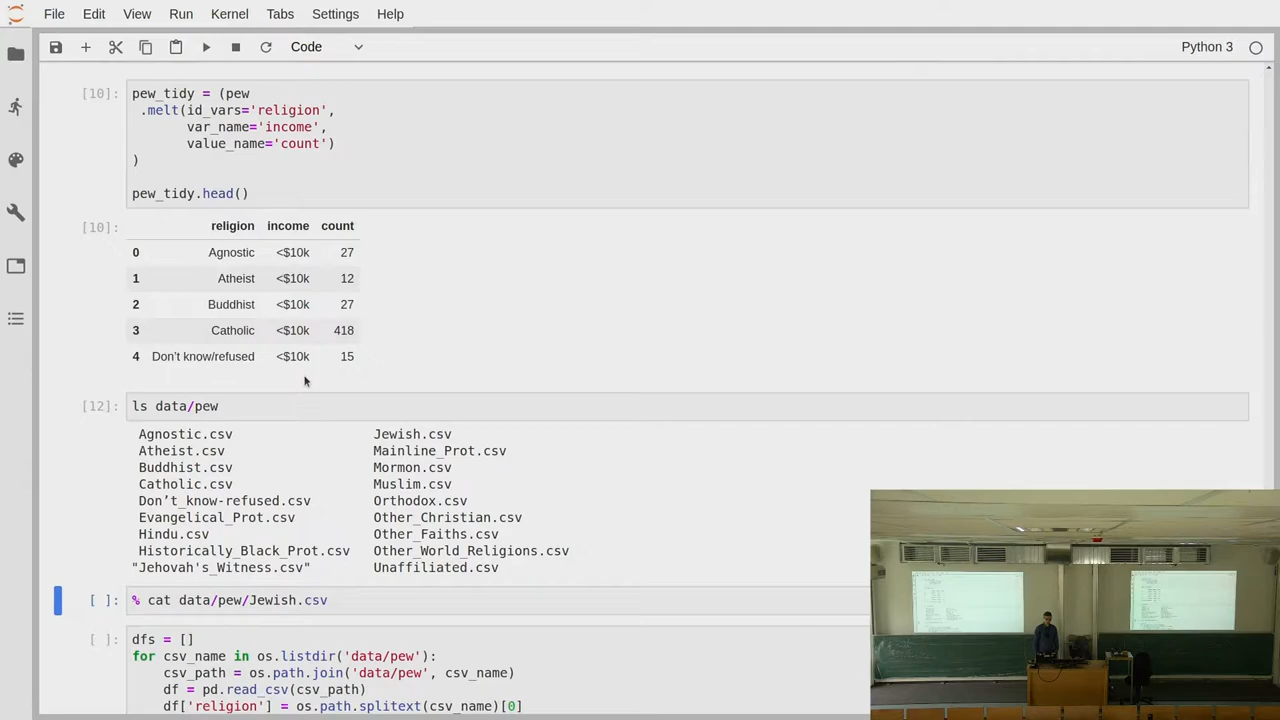 File Edit View Run Kernel Tabs Settings Help
Code
Python 3
[10]: pew_tidy = (pew
.melt(id_vars='religion',
var_name='income',
value_name='count')
)
pew_tidy.head()
[10]: religion income count
0 Agnostic <$10k 27
1 Atheist <$10k 12
2 Buddhist <$10k 27
3 Catholic <$10k 418
4 Don’t know/refused <$10k 15
[12]: ls data/pew
Agnostic.csv Jewish.csv
Atheist.csv Mainline_Prot.csv
Buddhist.csv Mormon.csv
Catholic.csv Muslim.csv
Don’t_know-refused.csv Orthodox.csv
Evangelical_Prot.csv Other_Christian.csv
Hindu.csv Other_Faiths.csv
Historically_Black_Prot.csv Other_World_Religions.csv
"Jehovah's_Witness.csv" Unaffiliated.csv
[ ]: % cat data/pew/Jewish.csv
[ ]: dfs = []
for csv_name in os.listdir('data/pew'):
csv_path = os.path.join('data/pew', csv_name)
df = pd.read_csv(csv_path)
df['religion'] = os.path.splitext(csv_name)[0]